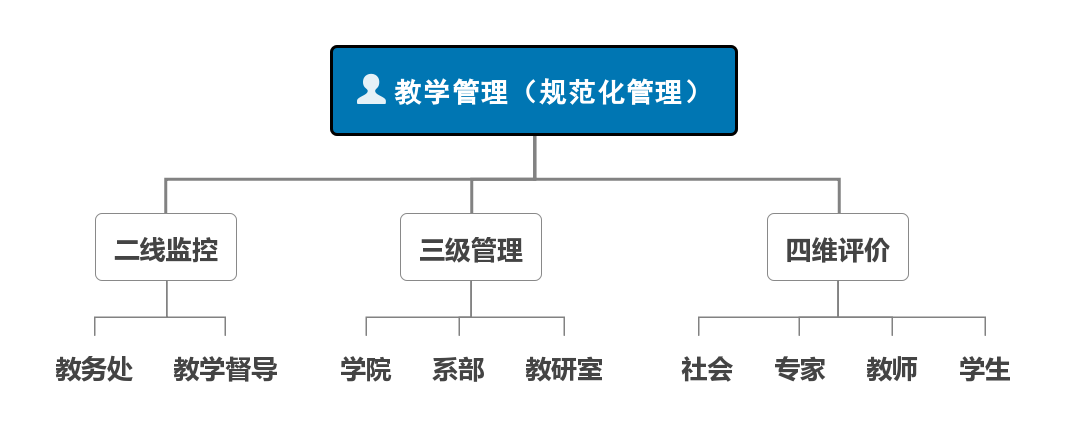 教学管理（规范化管理）
二线监控 三级管理 四维评价
教务处 教学督导 学院 系部 教研室 社会 专家 教师 学生